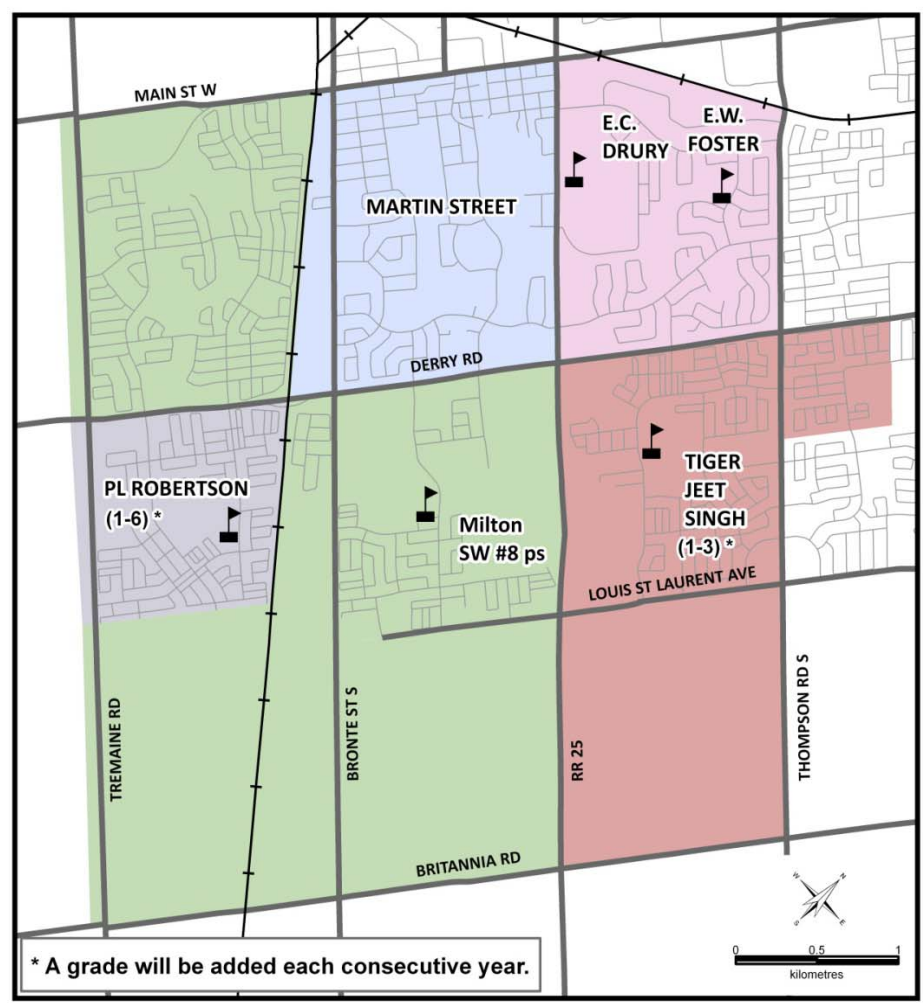 MAIN ST W
E.C.
DRURY
E.W.
FOSTER
MARTIN STREET
DERRY RD
PL ROBERTSON
(1-6) *
Milton
SW #8 ps
TIGER
JEET
SINGH
(1-3) *
LOUIS ST LAURENT AVE
TREMAINE RD
BRONTE ST S
RR 25
THOMPSON RD S
BRITANNIA RD
W N
S E
0 0.5 1
kilometres
* A grade will be added each consecutive year.